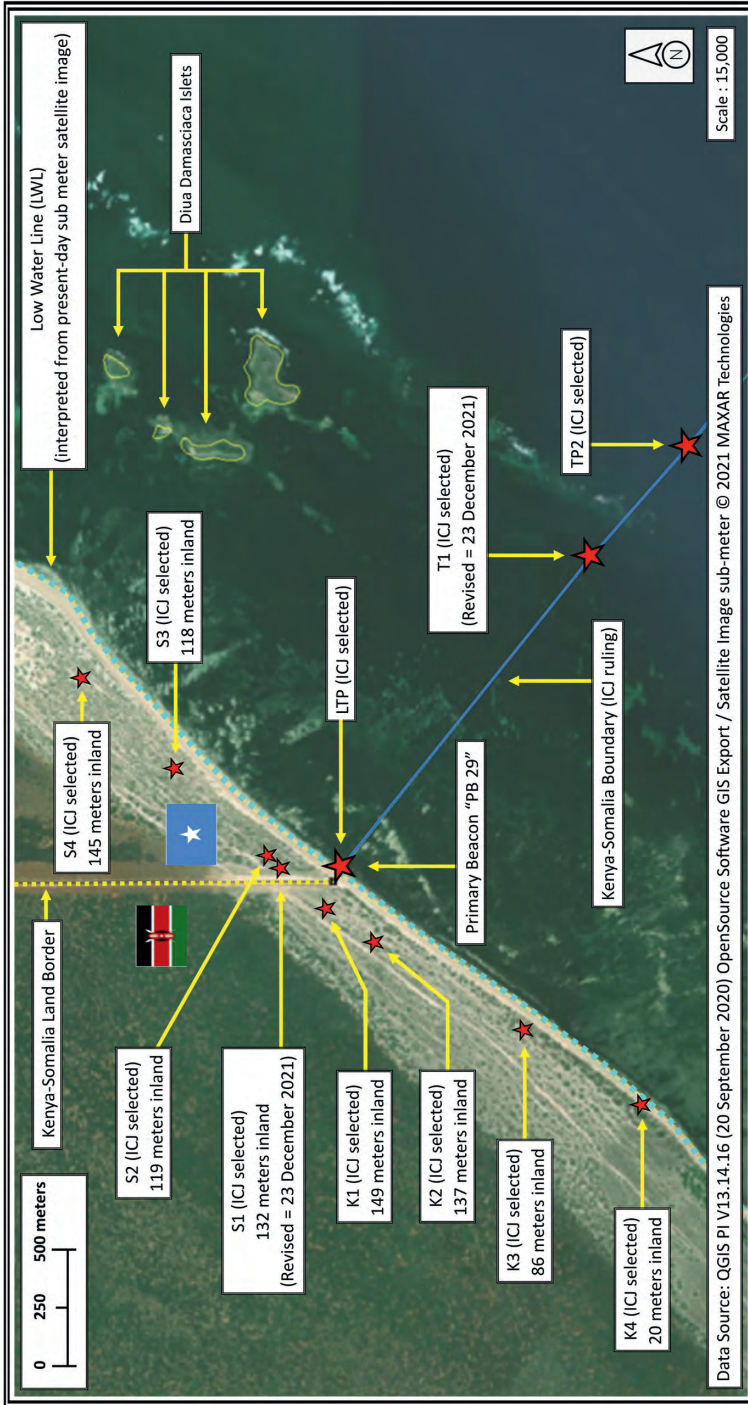 0 250 500 meters
Kenya-Somalia Land Border
Low Water Line (LWL)
(interpreted from present-day sub meter satellite image)
S4 (ICJ selected)
145 meters inland
Diua Damasciaca Islets
S2 (ICJ selected)
119 meters inland
S3 (ICJ selected)
118 meters inland
S1 (ICJ selected)
132 meters inland
(Revised = 23 December 2021)
LTP (ICJ selected)
K1 (ICJ selected)
149 meters inland
T1 (ICJ selected)
(Revised = 23 December 2021)
K2 (ICJ selected)
137 meters inland
Primary Beacon “PB 29”
K3 (ICJ selected)
86 meters inland
TP2 (ICJ selected)
Kenya-Somalia Boundary (ICJ ruling)
K4 (ICJ selected)
20 meters inland
N
Scale : 15,000
Data Source: QGIS PI V13.14.16 (20 September 2020) OpenSource Software GIS Export / Satellite Image sub-meter © 2021 MAXAR Technologies